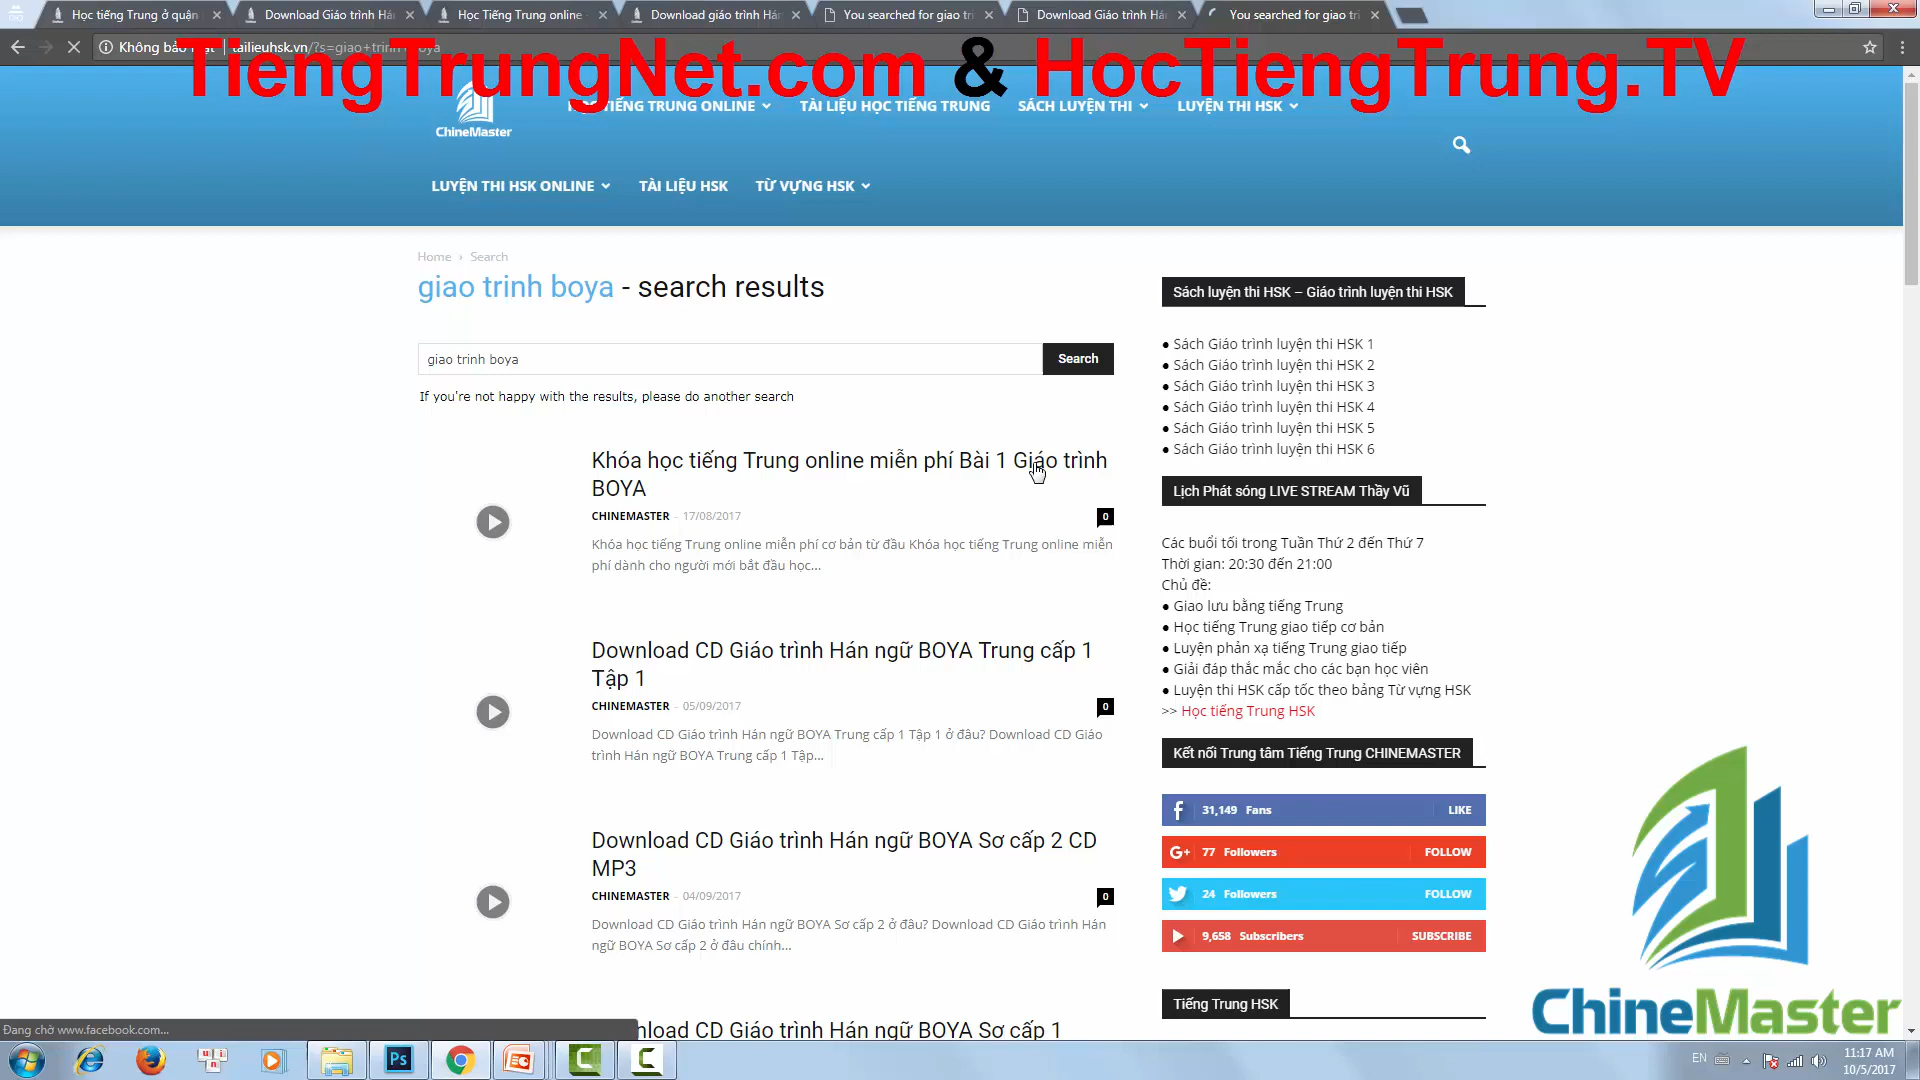 Học tiếng Trung ở quận
Download Giáo trình Há
Học Tiếng Trung online
Download giáo trình Há
You searched for giao tr
Download Giáo trình Há
You searched for giao tr
Không bảo mật | tailieuhsk.vn/?s=giao+trinh+boya
TiengTrungNet.com & HocTiengTrung.TV
ChineMaster
HỌC TIẾNG TRUNG ONLINE
TÀI LIỆU HỌC TIẾNG TRUNG
SÁCH LUYỆN THI
LUYỆN THI HSK
LUYỆN THI HSK ONLINE
TÀI LIỆU HSK
TỪ VỰNG HSK
Home › Search
giao trinh boya - search results
giao trinh boya
Search
If you're not happy with the results, please do another search
Khóa học tiếng Trung online miễn phí Bài 1 Giáo trình
BOYA
CHINEMASTER - 17/08/2017
0
Khóa học tiếng Trung online miễn phí cơ bản từ đầu Khóa học tiếng Trung online miễn
phí dành cho người mới bắt đầu học...
Download CD Giáo trình Hán ngữ BOYA Trung cấp 1
Tập 1
CHINEMASTER - 05/09/2017
0
Download CD Giáo trình Hán ngữ BOYA Trung cấp 1 Tập 1 ở đâu? Download CD Giáo
trình Hán ngữ BOYA Trung cấp 1 Tập...
Download CD Giáo trình Hán ngữ BOYA Sơ cấp 2 CD
MP3
CHINEMASTER - 04/09/2017
0
Download CD Giáo trình Hán ngữ BOYA Sơ cấp 2 ở đâu? Download CD Giáo trình Hán
ngữ BOYA Sơ cấp 2 ở đâu chính...
nload CD Giáo trình Hán ngữ BOYA Sơ cấp 1
Sách luyện thi HSK – Giáo trình luyện thi HSK
● Sách Giáo trình luyện thi HSK 1
● Sách Giáo trình luyện thi HSK 2
● Sách Giáo trình luyện thi HSK 3
● Sách Giáo trình luyện thi HSK 4
● Sách Giáo trình luyện thi HSK 5
● Sách Giáo trình luyện thi HSK 6
Lịch Phát sóng LIVE STREAM Thầy Vũ
Các buổi tối trong Tuần Thứ 2 đến Thứ 7
Thời gian: 20:30 đến 21:00
Chủ đề:
● Giao lưu bằng tiếng Trung
● Học tiếng Trung giao tiếp cơ bản
● Luyện phản xạ tiếng Trung giao tiếp
● Giải đáp thắc mắc cho các bạn học viên
● Luyện thi HSK cấp tốc theo bảng Từ vựng HSK
>> Học tiếng Trung HSK
Kết nối Trung tâm Tiếng Trung CHINEMASTER
31,149 Fans LIKE
G+ 77 Followers FOLLOW
24 Followers FOLLOW
9,658 Subscribers SUBSCRIBE
Tiếng Trung HSK
ChineMaster
Đang chờ www.facebook.com...
Ps
EN
11:17 AM
10/5/2017